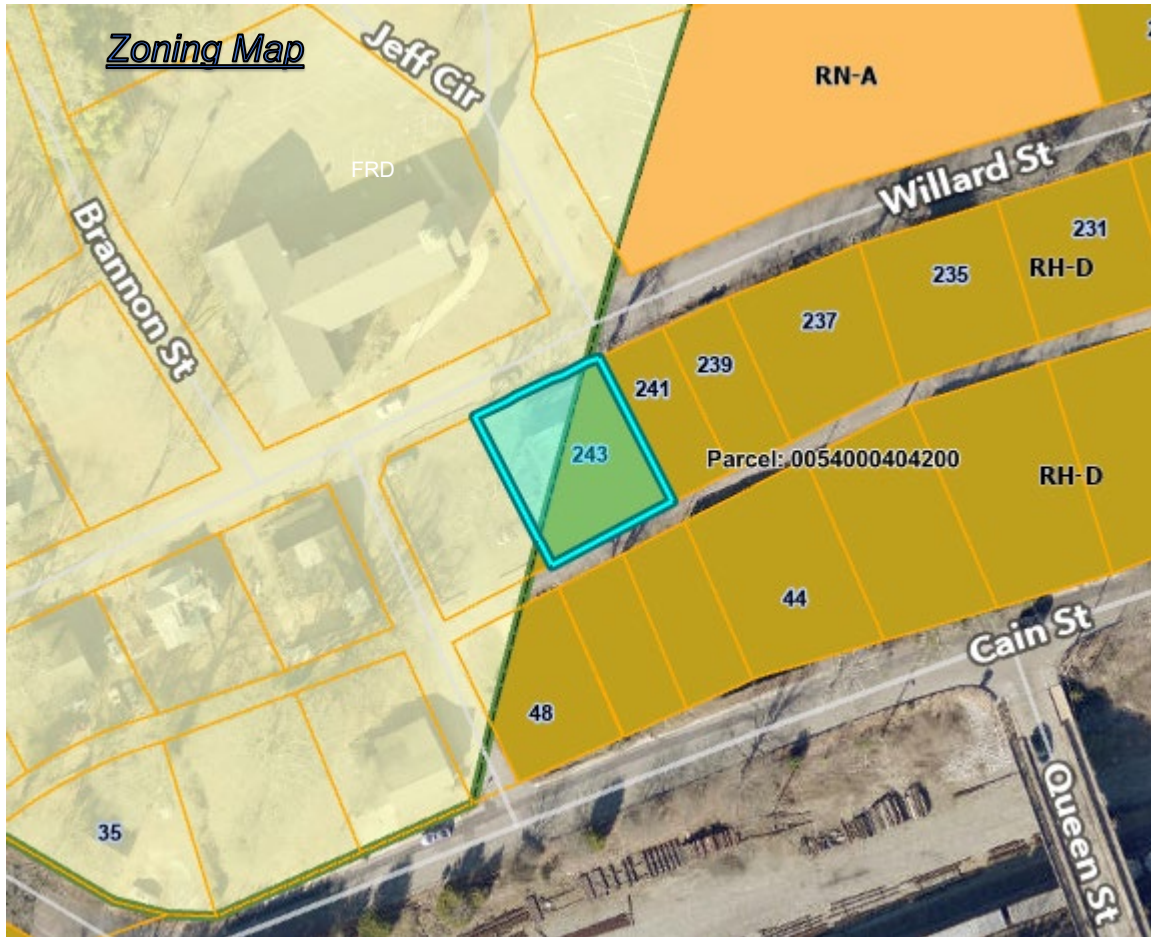 Zoning Map
Jeff Cir
RN-A
FRD
Willard St
Brannon St
231
235
RH-D
237
239
241
243
Parcel: 0054000404200
RH-D
44
Cain St
48
Queen St
35